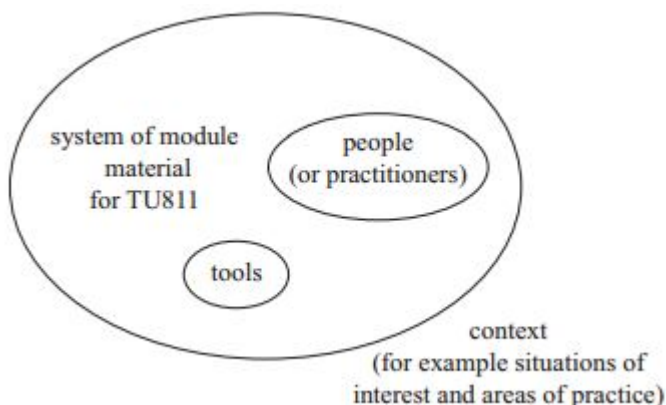 system of module
material
for TU811
people
(or practitioners)
tools
context
(for example situations of
interest and areas of practice)